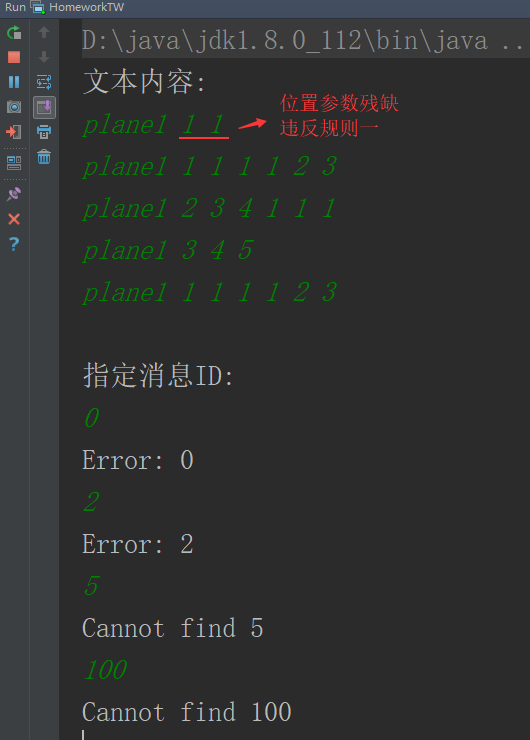 Run HomeworkTW
D:\java\jdk1.8.0_112\bin\java ..
文本内容:
plane1 1 1
位置参数残缺
违反规则一
plane1 1 1 1 1 2 3
plane1 2 3 4 1 1 1
plane1 3 4 5
plane1 1 1 1 1 2 3
指定消息ID:
0
Error: 0
2
Error: 2
5
Cannot find 5
100
Cannot find 100